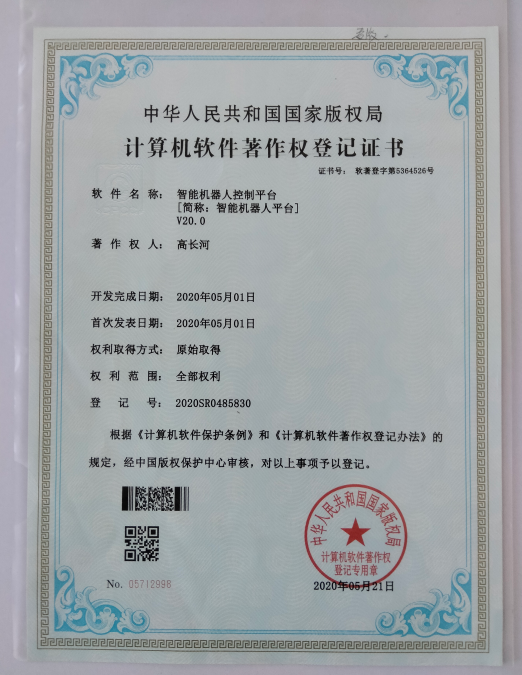 中华人民共和国国家版权局
计算机软件著作权登记证书
证书号： 软著登字第5364526号
软件名称： 智能机器人控制平台
[简称：智能机器人平台]
V20.0
著作权人： 高长河
开发完成日期： 2020年05月01日
首次发表日期： 2020年05月01日
权利取得方式： 原始取得
权利范围： 全部权利
登记号： 2020SR0485830
根据《计算机软件保护条例》和《计算机软件著作权登记办法》的
规定，经中国版权保护中心审核，对以上事项予以登记。
中华人民共和国国家版权局
计算机软件著作权
登记专用章
No. 05712998
2020年05月21日